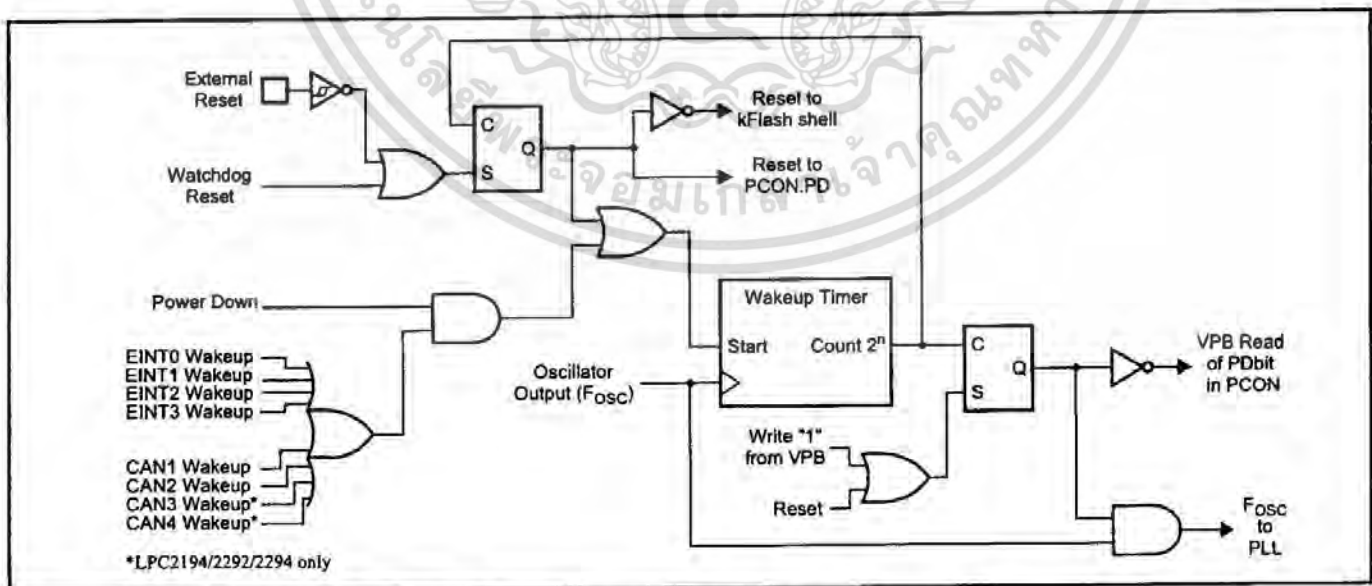 External
Reset
C
Q
S
Reset to
kFlash shell
Reset to
PCON.PD
Watchdog
Reset
Power Down
EINT0 Wakeup
EINT1 Wakeup
EINT2 Wakeup
EINT3 Wakeup
CAN1 Wakeup
CAN2 Wakeup
CAN3 Wakeup*
CAN4 Wakeup*
*LPC2194/2292/2294 only
Oscillator
Output (FOSC)
Wakeup Timer
Start
Count 2ⁿ
C
Q
S
Write "1"
from VPB
Reset
VPB Read
of PDbit
in PCON
FOSC
to
PLL